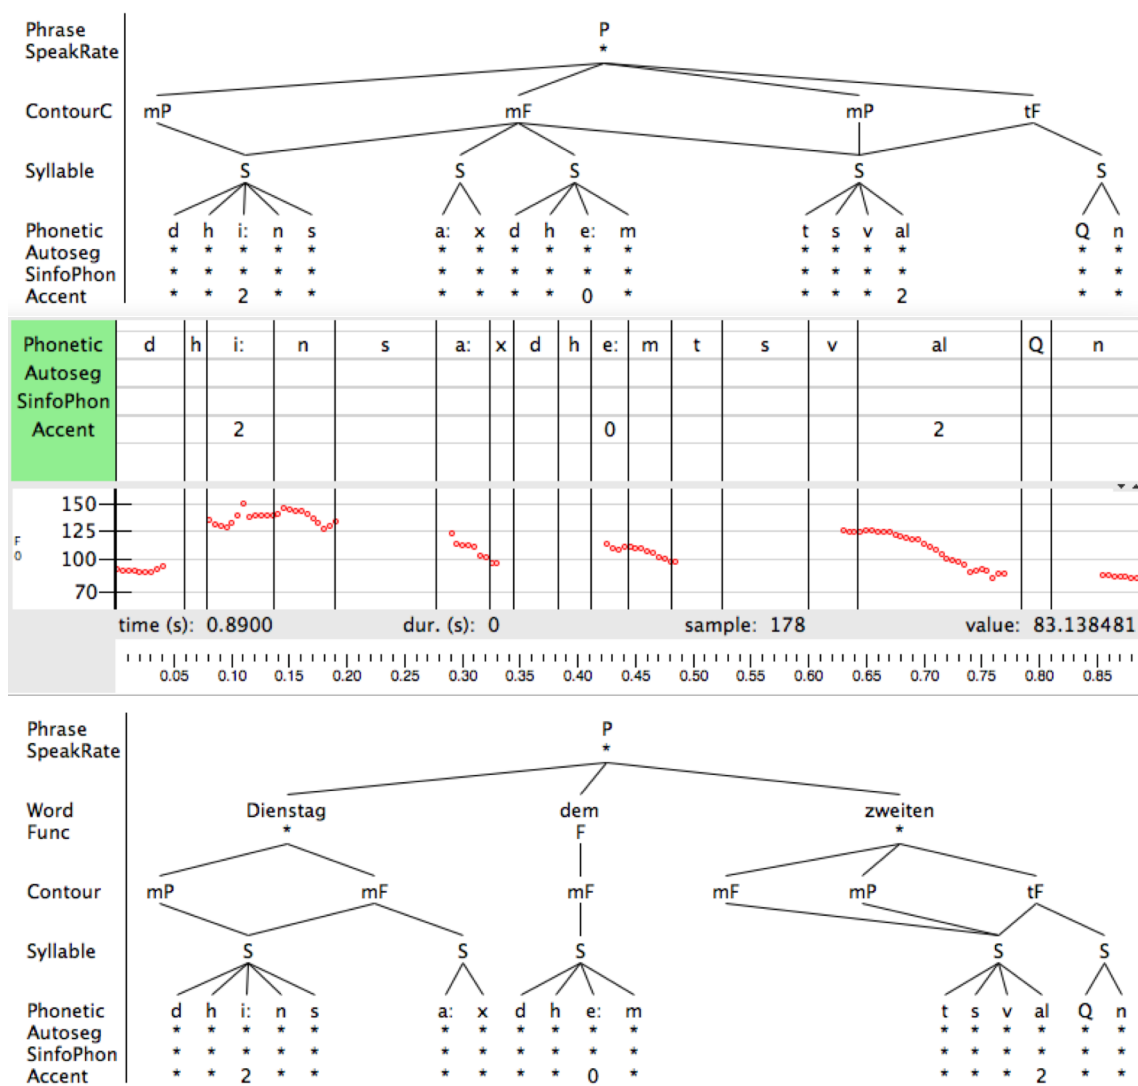 Phrase P
SpeakRate *
ContourC mP mF mP tF
Syllable S S S S S
Phonetic d h i: n s a: x d h e: m t s v aI Q n
Autoseg * * * * * * * * * * * * * * * * *
SinfoPhon * * * * * * * * * * * * * * * * *
Accent * * 2 * * * * * * 0 * * * * 2 * *
Phonetic d h i: n s a: x d h e: m t s v aI Q n
Autoseg
SinfoPhon
Accent 2 0 2
150
125
F0 100
70
time (s): 0.8900 dur. (s): 0 sample: 178 value: 83.138481
0.05 0.10 0.15 0.20 0.25 0.30 0.35 0.40 0.45 0.50 0.55 0.60 0.65 0.70 0.75 0.80 0.85
Phrase P
SpeakRate *
Word Dienstag dem zweiten
Func * F *
Contour mP mF mF mF mP tF
Syllable S S S S S
Phonetic d h i: n s a: x d h e: m t s v aI Q n
Autoseg * * * * * * * * * * * * * * * * *
SinfoPhon * * * * * * * * * * * * * * * * *
Accent * * 2 * * * * * * 0 * * * * 2 * *